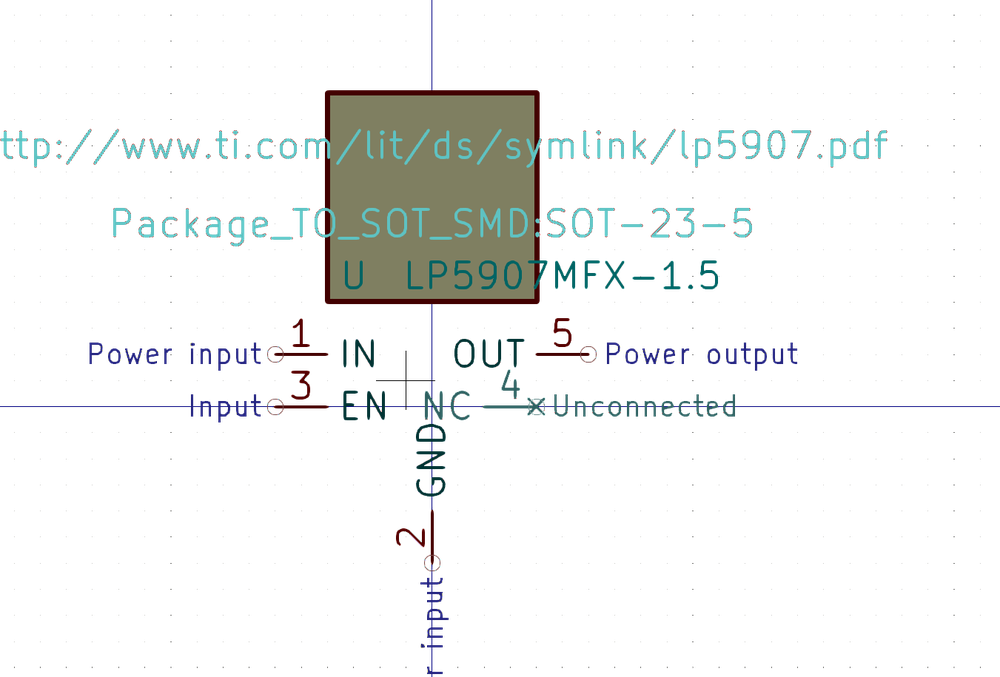 ttp://www.ti.com/lit/ds/symlink/lp5907.pdf
Package_TO_SOT_SMD:SOT-23-5
U LP5907MFX-1.5
Power input 1 IN OUT 5 Power output
Input 3 EN NC 4 Unconnected
GND
2
r input